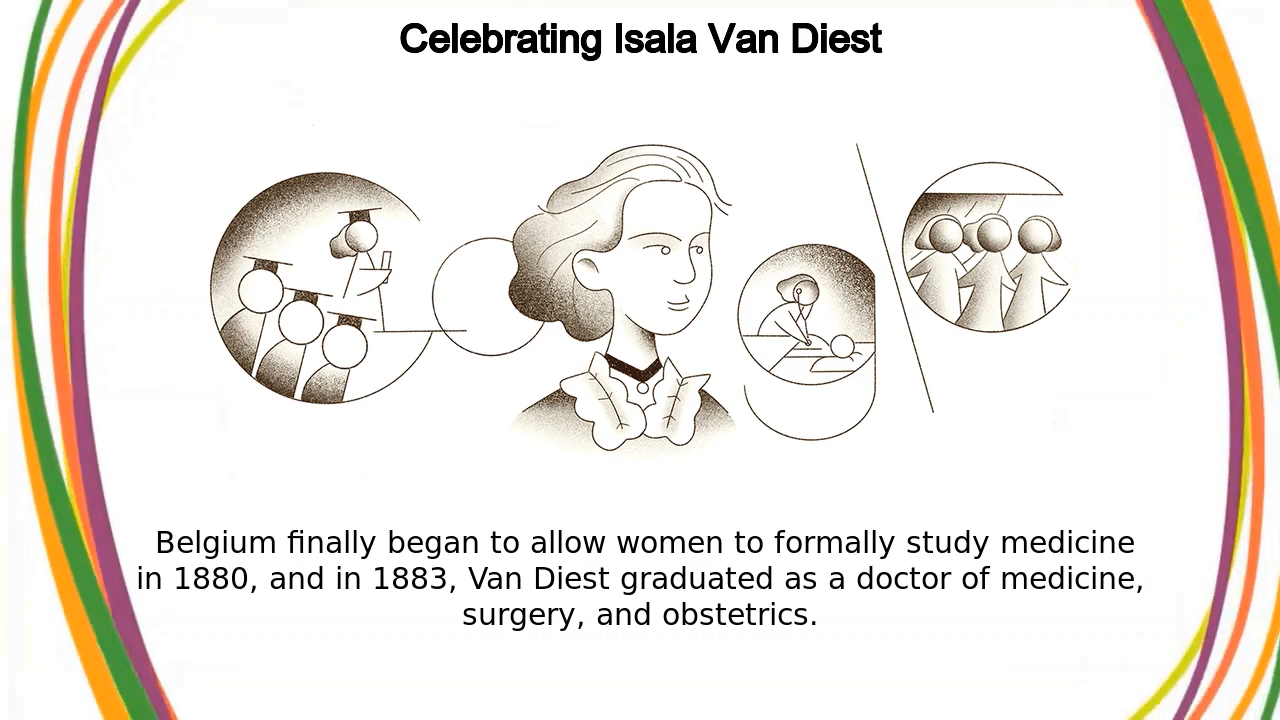 Celebrating Isala Van Diest
Belgium finally began to allow women to formally study medicine
in 1880, and in 1883, Van Diest graduated as a doctor of medicine,
surgery, and obstetrics.